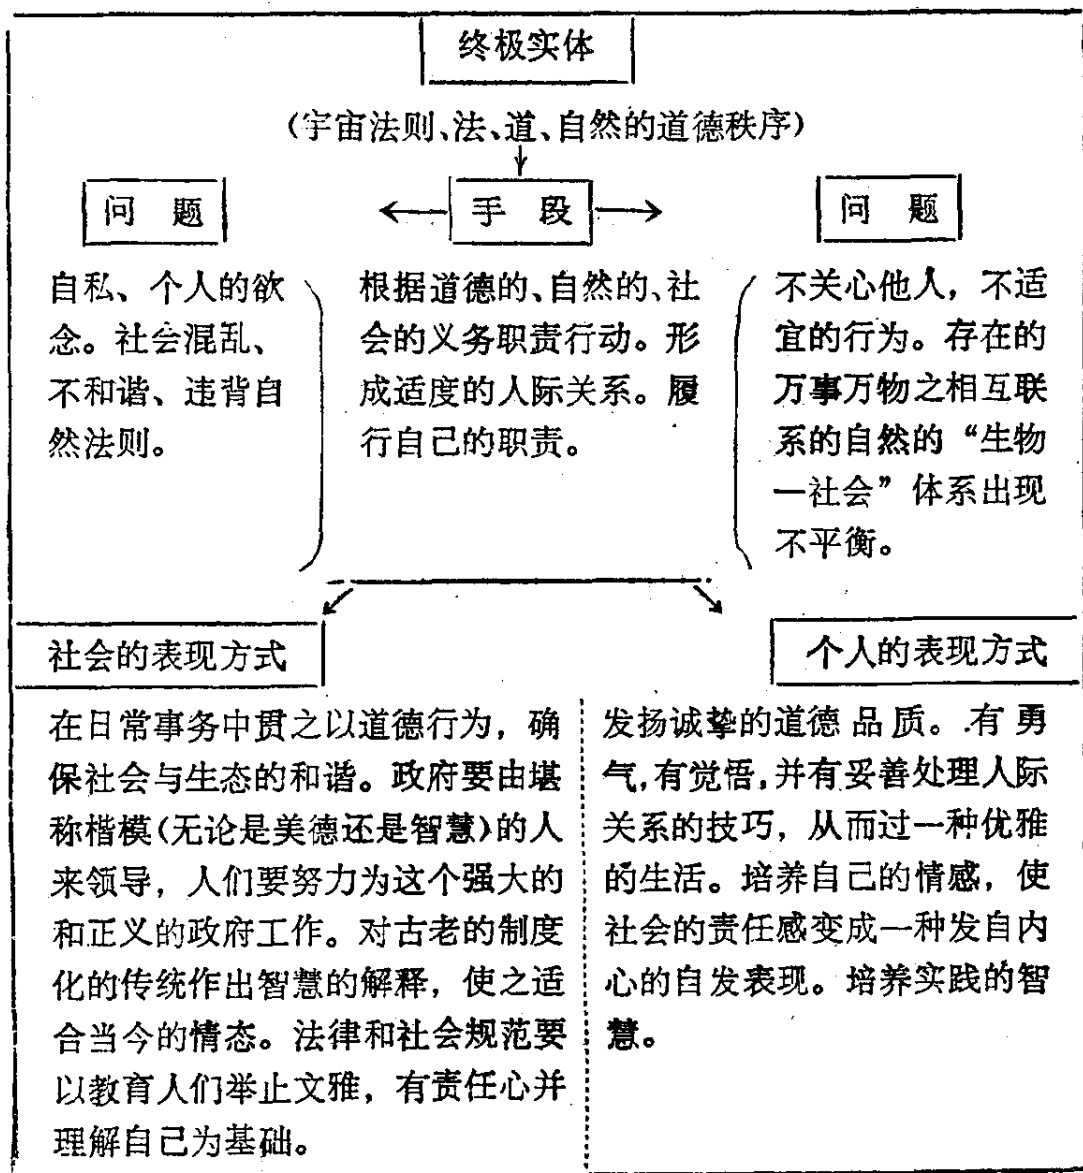 终极实体
(宇宙法则、法、道、自然的道德秩序)
问 题
手 段
问 题
自私、个人的欲
念。社会混乱、
不和谐、违背自
然法则。
根据道德的、自然的、社
会的义务职责行动。形
成适度的人际关系。履
行自己的职责。
不关心他人，不适
宜的行为。存在的
万事万物之相互联
系的自然的“生物
—社会”体系出现
不平衡。
社会的表现方式
在日常事务中贯之以道德行为，确
保社会与生态的和谐。政府要由堪
称楷模(无论是美德还是智慧)的人
来领导，人们要努力为这个强大的
和正义的政府工作。对古老的制度
化的传统作出智慧的解释，使之适
合当今的情态。法律和社会规范要
以教育人们举止文雅，有责任心并
理解自己为基础。
个人的表现方式
发扬诚挚的道德品质。有勇
气，有觉悟，并有妥善处理人际
关系的技巧，从而过一种优雅
的生活。培养自己的情感，使
社会的责任感变成一种发自内
心的自发表现。培养实践的智
慧。